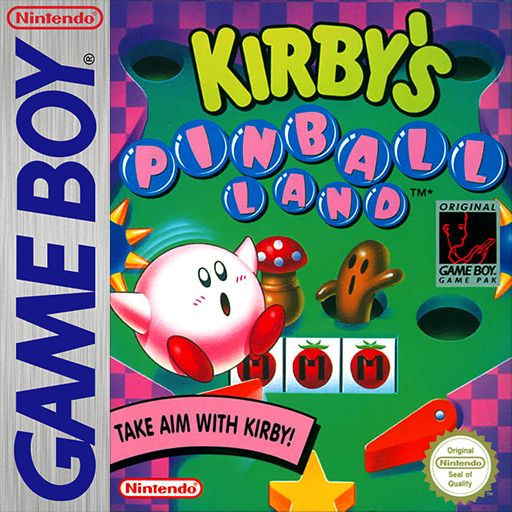 Nintendo
GAME BOY®
KIRBY'S
PINBALL
LAND
TM*
ORIGINAL
GAME BOY
GAME PAK
M M M
TAKE AIM WITH KIRBY!
Nintendo
Original
Nintendo
Seal of
Quality